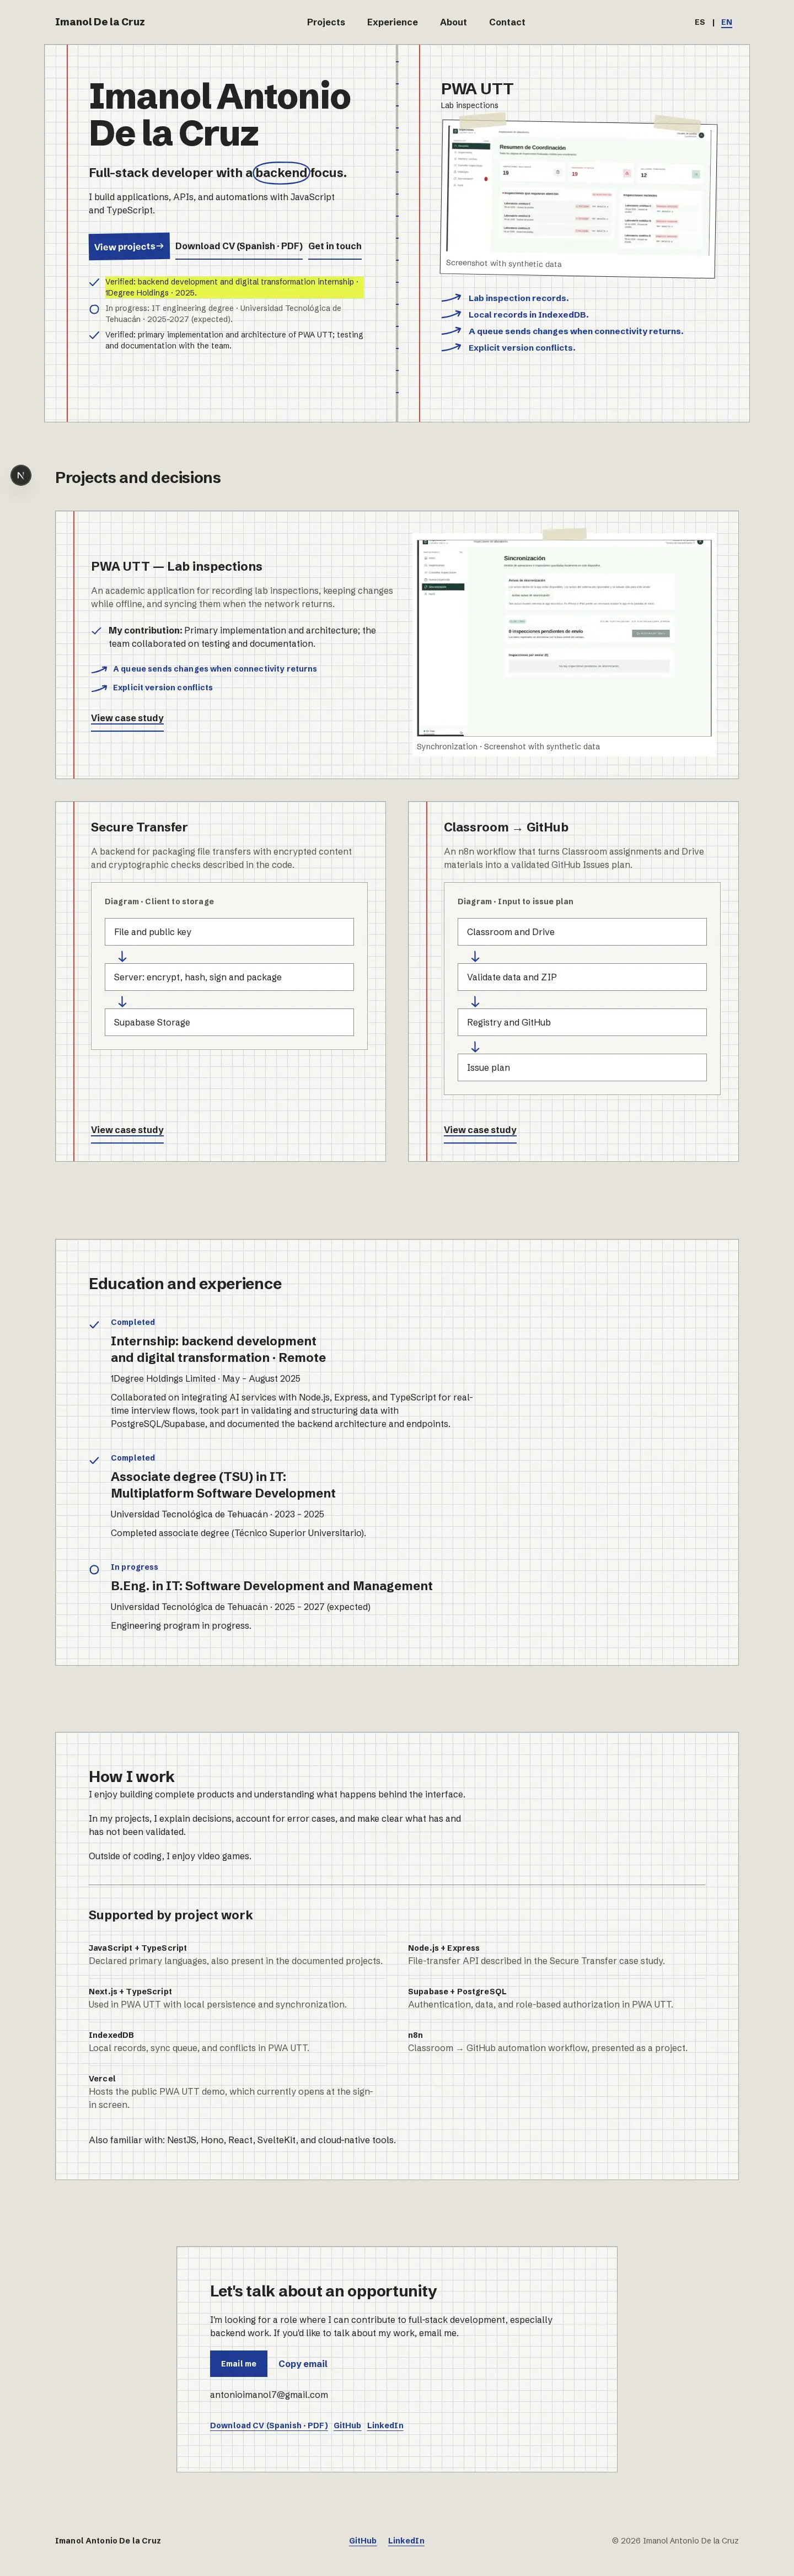 Imanol De la Cruz
Projects
Experience
About
Contact
ES | EN
Imanol Antonio
De la Cruz
Full-stack developer with a backend focus.
I build applications, APIs, and automations with JavaScript
and TypeScript.
View projects→
Download CV (Spanish · PDF)
Get in touch
Verified: backend development and digital transformation internship ·
1Degree Holdings · 2025.
In progress: IT engineering degree · Universidad Tecnológica de
Tehuacán · 2025-2027 (expected).
Verified: primary implementation and architecture of PWA UTT; testing
and documentation with the team.
PWA UTT
Lab inspections
Resumen de Coordinación
19
19
12
Screenshot with synthetic data
Lab inspection records.
Local records in IndexedDB.
A queue sends changes when connectivity returns.
Explicit version conflicts.
N
Projects and decisions
PWA UTT — Lab inspections
An academic application for recording lab inspections, keeping changes
while offline, and syncing them when the network returns.
My contribution: Primary implementation and architecture; the
team collaborated on testing and documentation.
A queue sends changes when connectivity returns
Explicit version conflicts
View case study
Sincronización
0 inspecciones pendientes de envío
Synchronization · Screenshot with synthetic data
Secure Transfer
A backend for packaging file transfers with encrypted content
and cryptographic checks described in the code.
Diagram · Client to storage
File and public key
↓
Server: encrypt, hash, sign and package
↓
Supabase Storage
View case study
Classroom → GitHub
An n8n workflow that turns Classroom assignments and Drive
materials into a validated GitHub Issues plan.
Diagram · Input to issue plan
Classroom and Drive
↓
Validate data and ZIP
↓
Registry and GitHub
↓
Issue plan
View case study
Education and experience
Completed
Internship: backend development
and digital transformation · Remote
1Degree Holdings Limited · May – August 2025
Collaborated on integrating AI services with Node.js, Express, and TypeScript for real-
time interview flows, took part in validating and structuring data with
PostgreSQL/Supabase, and documented the backend architecture and endpoints.
Completed
Associate degree (TSU) in IT:
Multiplatform Software Development
Universidad Tecnológica de Tehuacán · 2023 – 2025
Completed associate degree (Técnico Superior Universitario).
In progress
B.Eng. in IT: Software Development and Management
Universidad Tecnológica de Tehuacán · 2025 – 2027 (expected)
Engineering program in progress.
How I work
I enjoy building complete products and understanding what happens behind the interface.
In my projects, I explain decisions, account for error cases, and make clear what has and
has not been validated.
Outside of coding, I enjoy video games.
Supported by project work
JavaScript + TypeScript
Declared primary languages, also present in the documented projects.
Node.js + Express
File-transfer API described in the Secure Transfer case study.
Next.js + TypeScript
Used in PWA UTT with local persistence and synchronization.
Supabase + PostgreSQL
Authentication, data, and role-based authorization in PWA UTT.
IndexedDB
Local records, sync queue, and conflicts in PWA UTT.
n8n
Classroom → GitHub automation workflow, presented as a project.
Vercel
Hosts the public PWA UTT demo, which currently opens at the sign-
in screen.
Also familiar with: NestJS, Hono, React, SvelteKit, and cloud-native tools.
Let's talk about an opportunity
I'm looking for a role where I can contribute to full-stack development, especially
backend work. If you'd like to talk about my work, email me.
Email me
Copy email
antonioimanol7@gmail.com
Download CV (Spanish · PDF)
GitHub
LinkedIn
Imanol Antonio De la Cruz
GitHub
LinkedIn
© 2026 Imanol Antonio De la Cruz